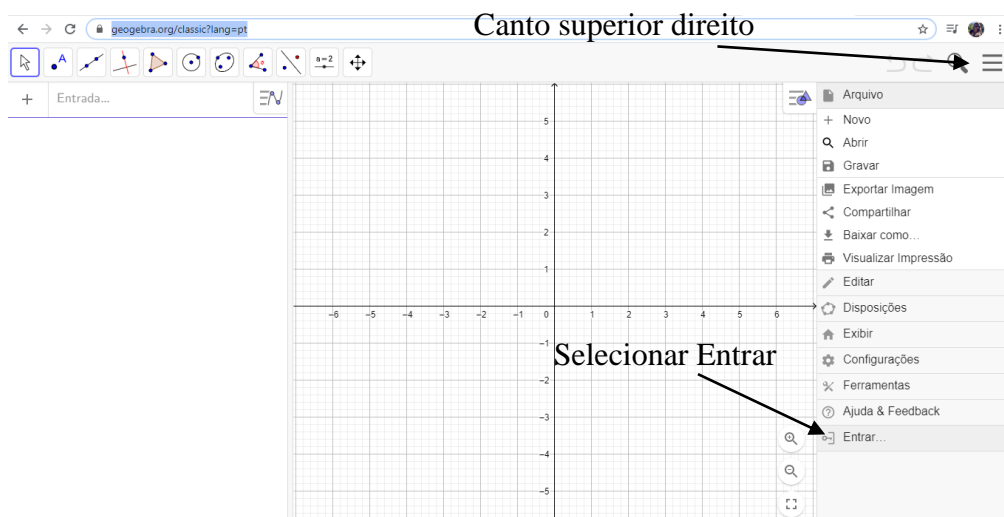 Canto superior direito
geogebra.org/classic?lang=pt
A
a=2
Entrada...
Arquivo
Novo
Abrir
Gravar
Exportar Imagem
Compartilhar
Baixar como...
Visualizar Impressão
Editar
Disposições
Exibir
Configurações
Ferramentas
Ajuda & Feedback
Entrar...
5
4
3
2
1
−6 −5 −4 −3 −2 −1 0 1 2 3 4 5 6
−1
Selecionar Entrar
−2
−3
−4
−5